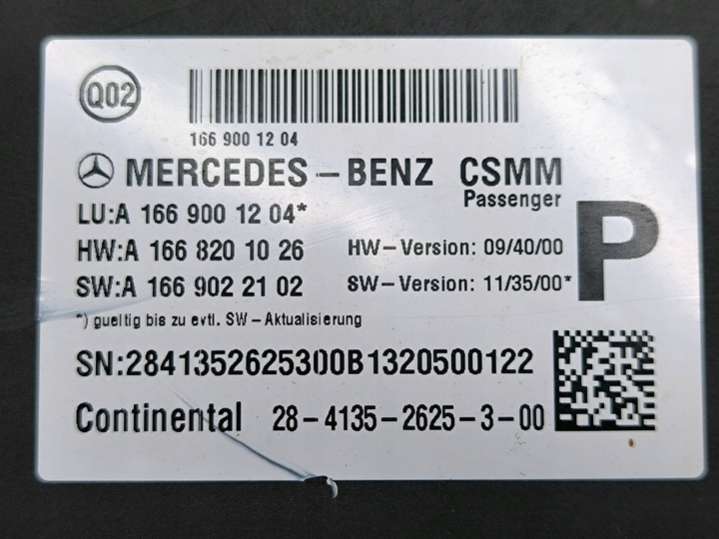 Q02
166 900 12 04
MERCEDES-BENZ CSMM
Passenger
P
LU:A 166 900 12 04*
HW:A 166 820 10 26 HW-Version: 09/40/00
SW:A 166 902 21 02 SW-Version: 11/35/00*
*) gueltig bis zu evtl. SW-Aktualisierung
SN:2841352625300B1320500122
Continental 28-4135-2625-3-00